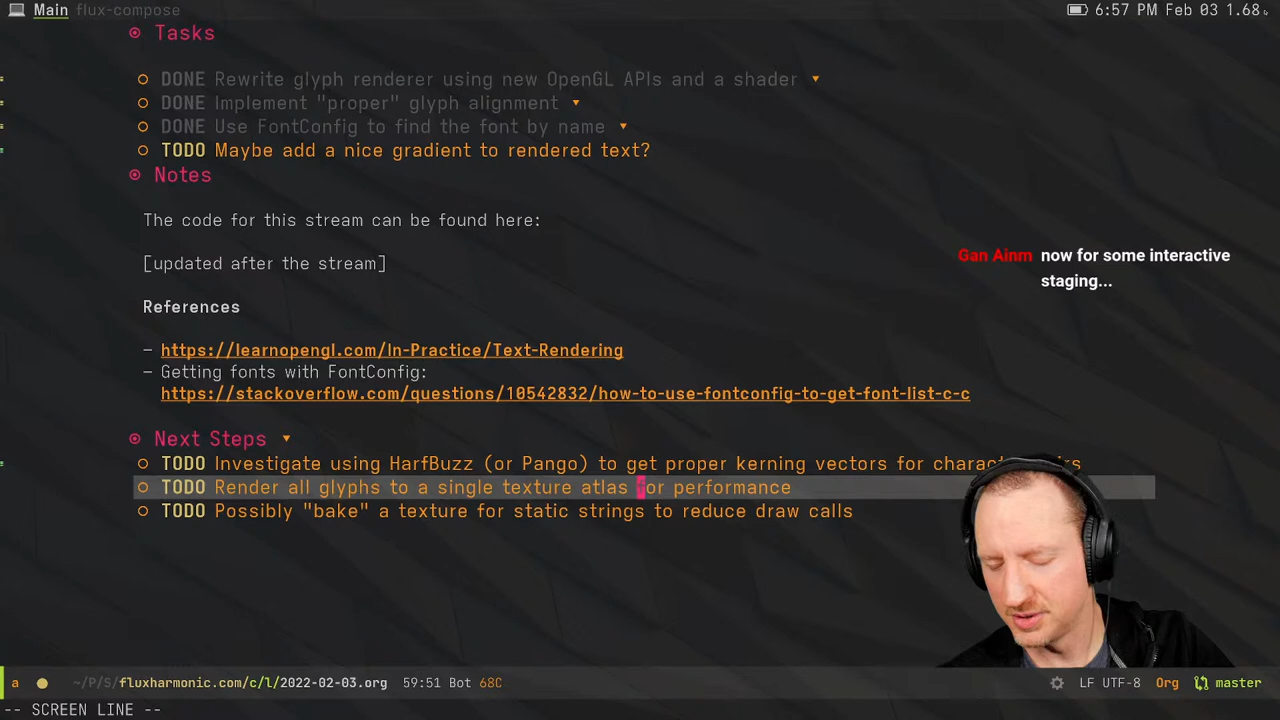 Main flux-compose
6:57 PM Feb 03 1.68
Tasks
DONE Rewrite glyph renderer using new OpenGL APIs and a shader
DONE Implement "proper" glyph alignment
DONE Use FontConfig to find the font by name
TODO Maybe add a nice gradient to rendered text?
Notes
The code for this stream can be found here:
[updated after the stream]
Gan Ainm now for some interactive
staging...
References
– https://learnopengl.com/In-Practice/Text-Rendering
– Getting fonts with FontConfig:
https://stackoverflow.com/questions/10542832/how-to-use-fontconfig-to-get-font-list-c-c
Next Steps
TODO Investigate using HarfBuzz (or Pango) to get proper kerning vectors for
TODO Render all glyphs to a single texture atlas for performance
TODO Possibly "bake" a texture for static strings to reduce draw calls
a ~/P/S/fluxharmonic.com/c/l/2022-02-03.org 59:51 Bot 68C
LF UTF-8 Org master
-- SCREEN LINE --